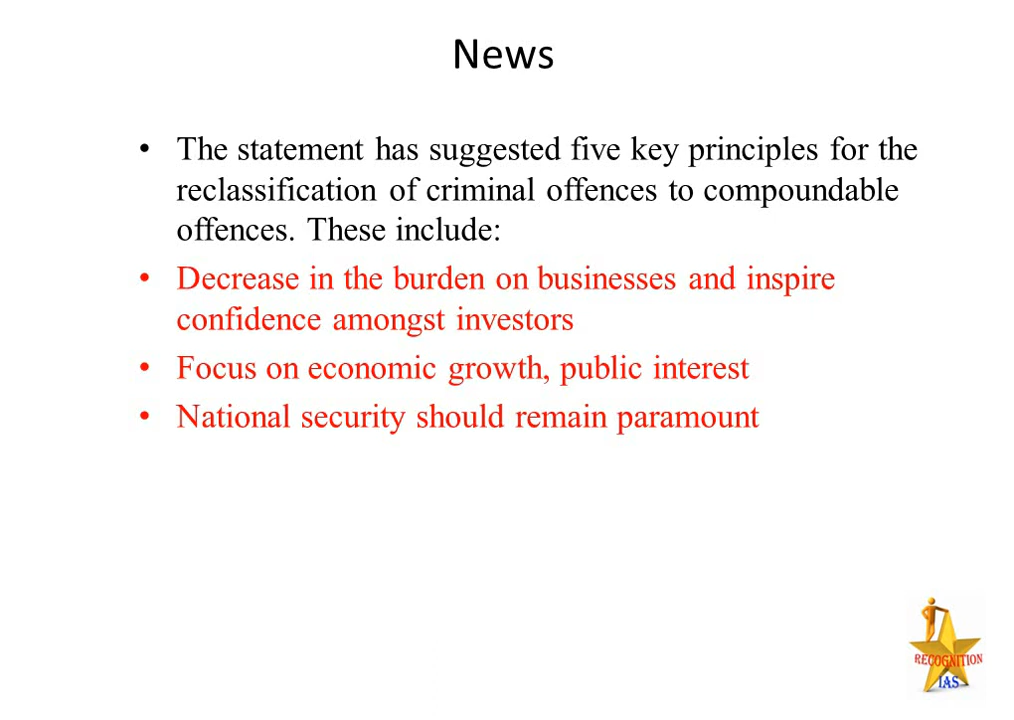 News
• The statement has suggested five key principles for the
reclassification of criminal offences to compoundable
offences. These include:
• Decrease in the burden on businesses and inspire
confidence amongst investors
• Focus on economic growth, public interest
• National security should remain paramount
RECOGNITION
IAS